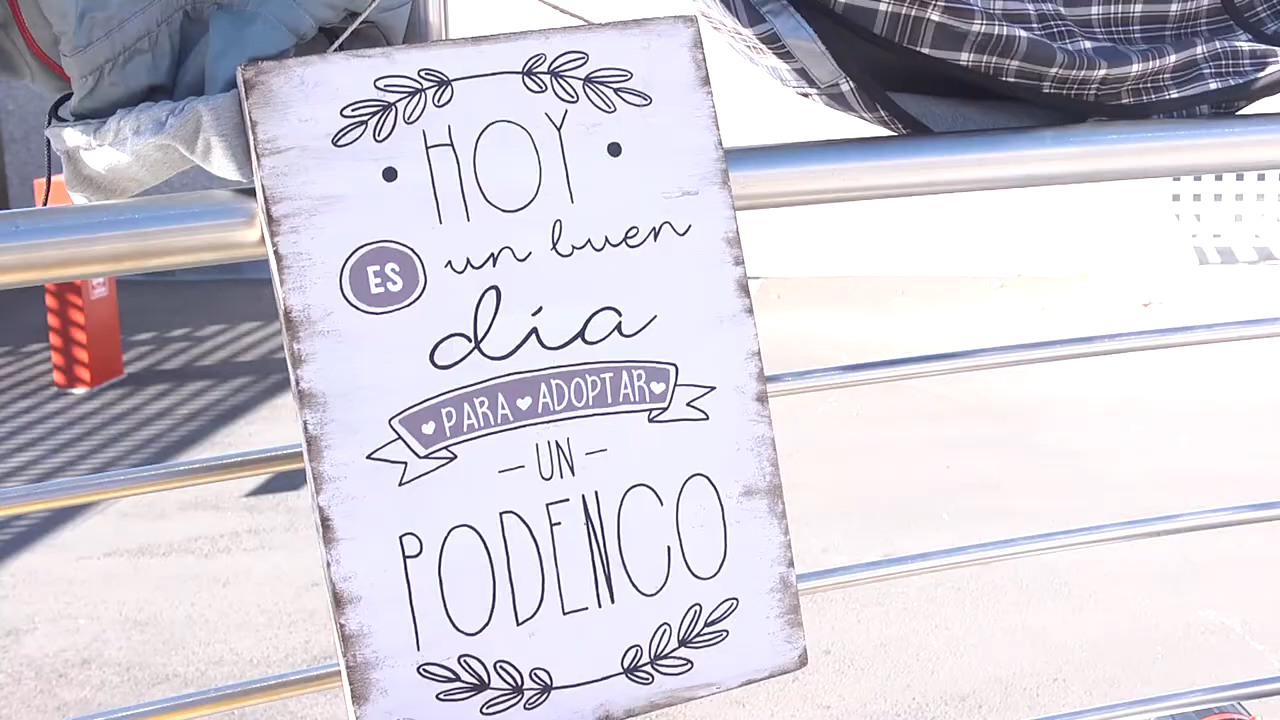 HOY
ES un buen
día
PARA ADOPTAR
UN
PODENCO